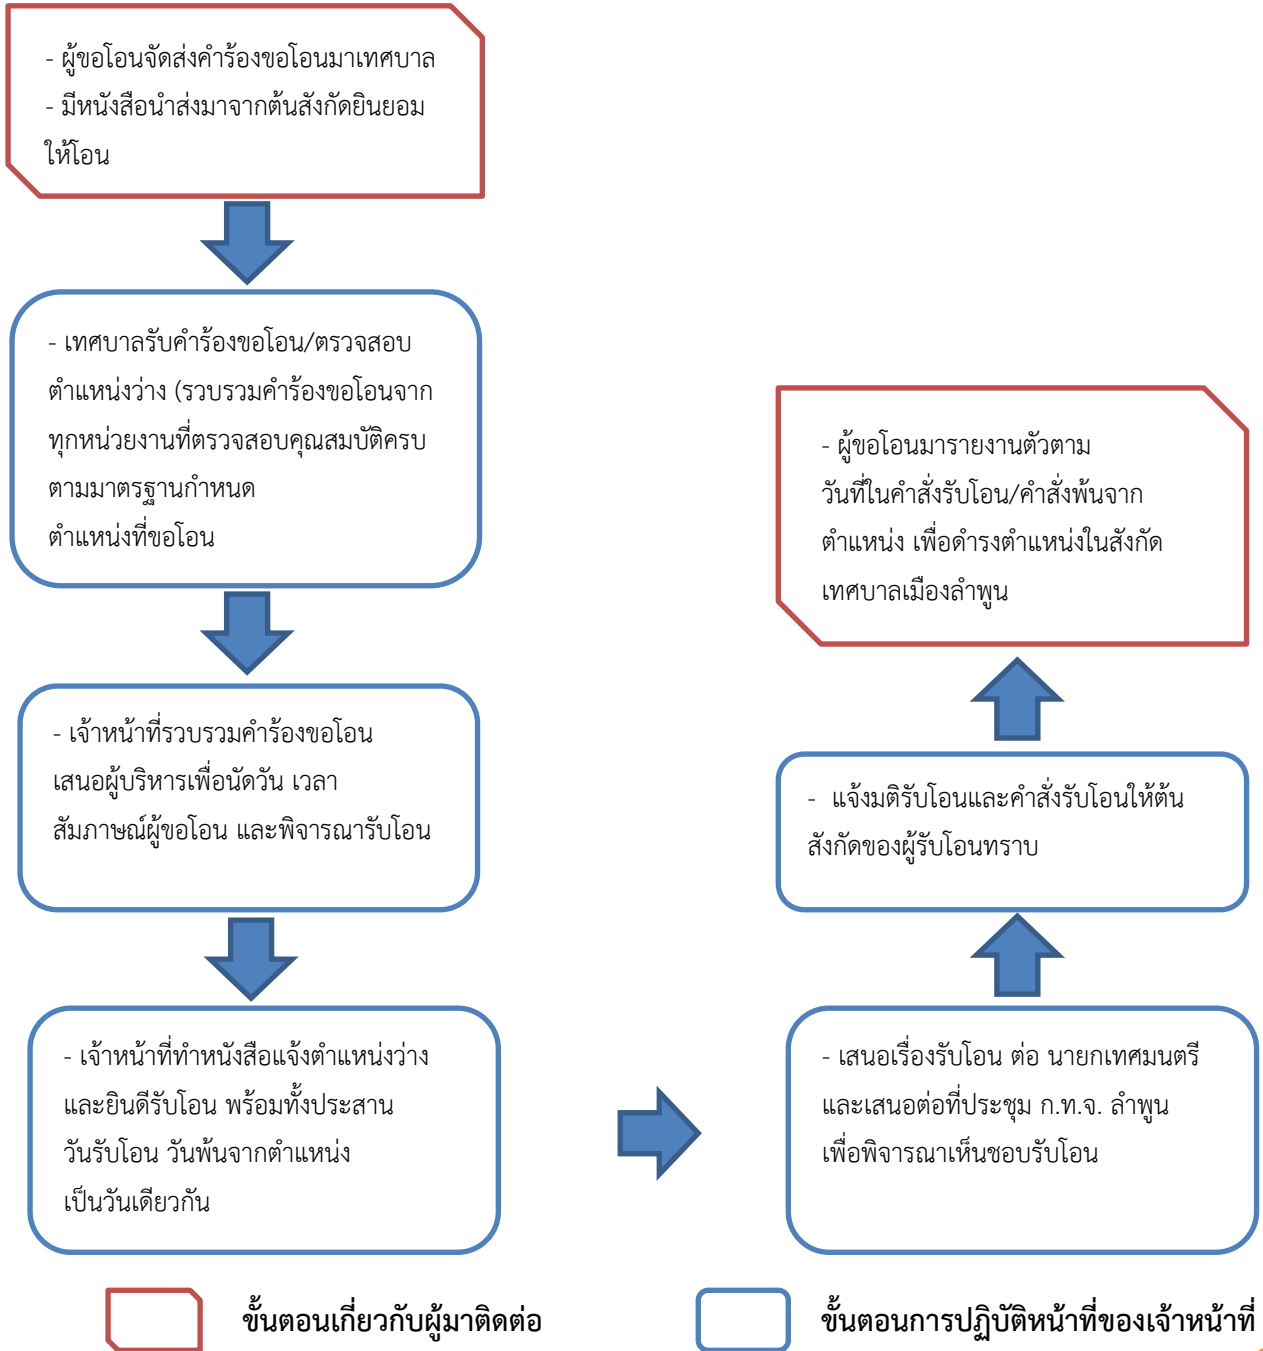 - ผู้ขอโอนจัดส่งคำร้องขอโอนมาเทศบาล
- มีหนังสือนำส่งมาจากต้นสังกัดยินยอม
ให้โอน
- เทศบาลรับคำร้องขอโอน/ตรวจสอบ
ตำแหน่งว่าง (รวบรวมคำร้องขอโอนจาก
ทุกหน่วยงานที่ตรวจสอบคุณสมบัติครบ
ตามมาตรฐานกำหนด
ตำแหน่งที่ขอโอน
- เจ้าหน้าที่รวบรวมคำร้องขอโอน
เสนอผู้บริหารเพื่อนัดวัน เวลา
สัมภาษณ์ผู้ขอโอน และพิจารณารับโอน
- เจ้าหน้าที่ทำหนังสือแจ้งตำแหน่งว่าง
และยินดีรับโอน พร้อมทั้งประสาน
วันรับโอน วันพ้นจากตำแหน่ง
เป็นวันเดียวกัน
- เสนอเรื่องรับโอน ต่อ นายกเทศมนตรี
และเสนอต่อที่ประชุม ก.ท.จ. ลำพูน
เพื่อพิจารณาเห็นชอบรับโอน
- แจ้งมติรับโอนและคำสั่งรับโอนให้ต้น
สังกัดของผู้รับโอนทราบ
- ผู้ขอโอนมารายงานตัวตาม
วันที่ในคำสั่งรับโอน/คำสั่งพ้นจาก
ตำแหน่ง เพื่อดำรงตำแหน่งในสังกัด
เทศบาลเมืองลำพูน
ขั้นตอนเกี่ยวกับผู้มาติดต่อ
ขั้นตอนการปฏิบัติหน้าที่ของเจ้าหน้าที่